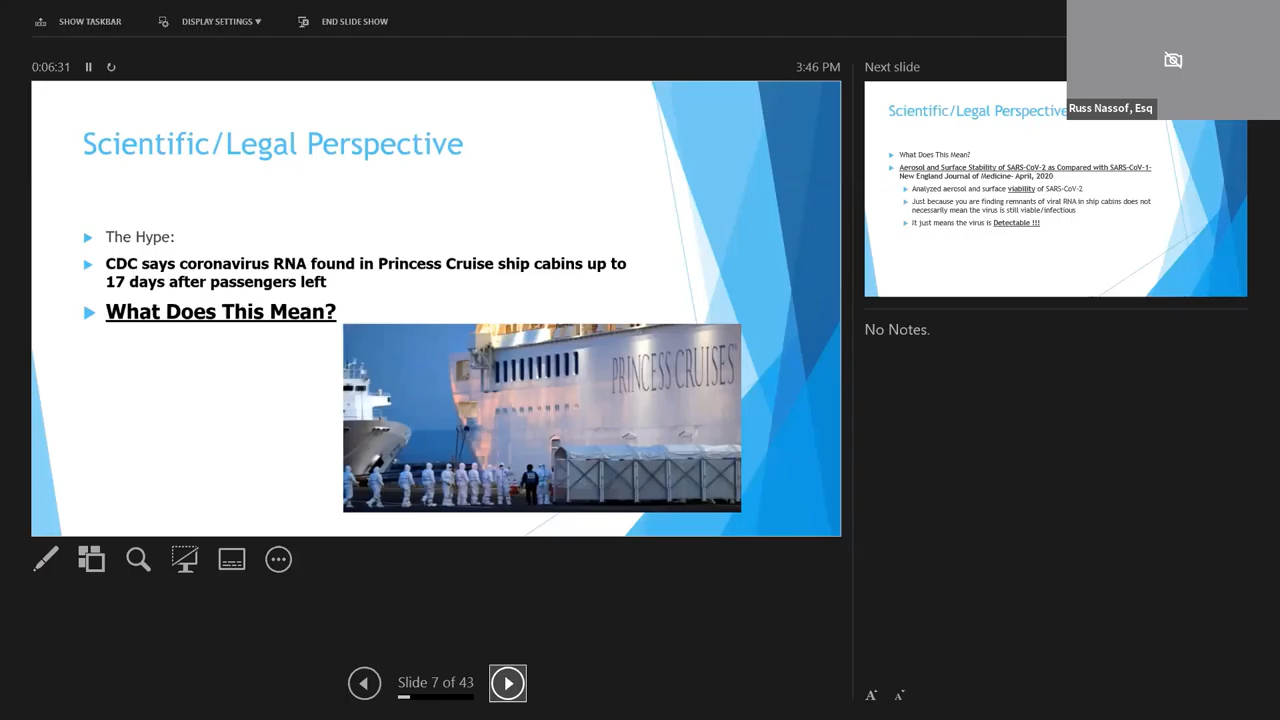 SHOW TASKBAR
DISPLAY SETTINGS
END SLIDE SHOW
0:06:31
3:46 PM
Scientific/Legal Perspective
The Hype:
CDC says coronavirus RNA found in Princess Cruise ship cabins up to
17 days after passengers left
What Does This Mean?
PRINCESS CRUISES
Slide 7 of 43
Next slide
Russ Nassof, Esq
Scientific/Legal Perspective
What Does This Mean?
Aerosol and Surface Stability of SARS-CoV-2 as Compared with SARS-CoV-1-
New England Journal of Medicine- April, 2020
Analyzed aerosol and surface viability of SARS-CoV-2
Just because you are finding remnants of viral RNA in ship cabins does not
necessarily mean the virus is still viable/infectious
It just means the virus is Detectable !!!
No Notes.
A A